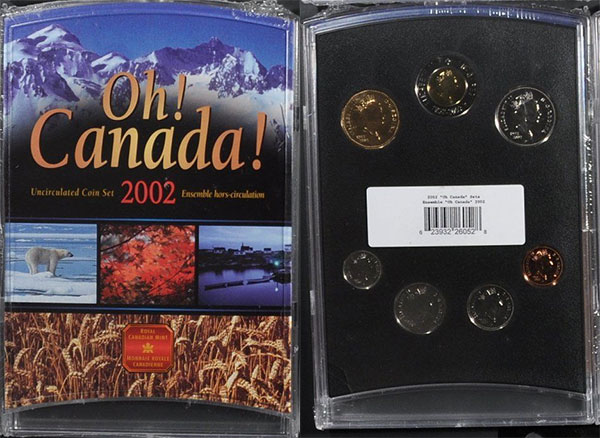 Oh!
Canada!
Uncirculated Coin Set 2002 Ensemble hors-circulation
ROYAL
CANADIAN MINT
MONNAIE ROYALE
CANADIENNE
2002 "Oh Canada" Sets
Ensemble "Oh Canada" 2002
6 23932 26052 8